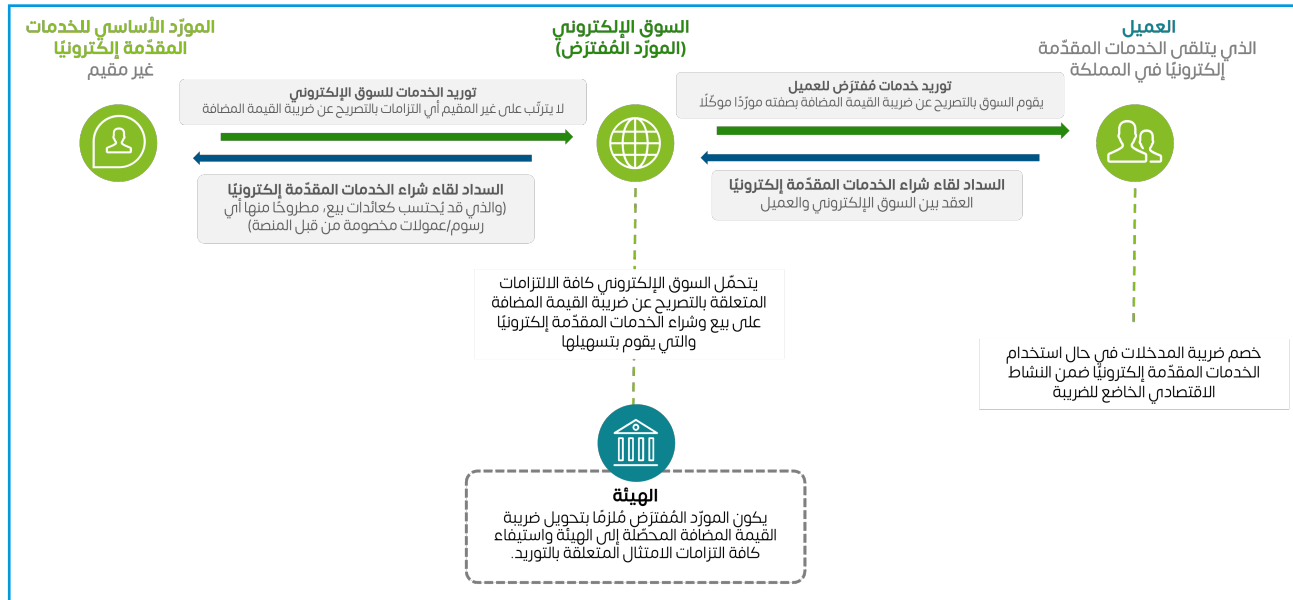 العميل
الذي يتلقى الخدمات المقدّمة
إلكترونيًا في المملكة
السوق الإلكتروني
(المورّد المُفترَض)
المورّد الأساسي للخدمات
المقدّمة إلكترونيًا
غير مقيم
توريد خدمات مُفترَض للعميل
يقوم السوق بالتصريح عن ضريبة القيمة المضافة بصفته مورّدًا موكّلًا
توريد الخدمات للسوق الإلكتروني
لا يترتّب على غير المقيم أي التزامات بالتصريح عن ضريبة القيمة المضافة
السداد لقاء شراء الخدمات المقدّمة إلكترونيًا
العقد بين السوق الإلكتروني والعميل
السداد لقاء شراء الخدمات المقدّمة إلكترونيًا
(والذي قد يُحتسب كعائدات بيع، مطروحًا منها أي
رسوم/عمولات مخصومة من قبل المنصة)
خصم ضريبة المدخلات في حال استخدام
الخدمات المقدّمة إلكترونيًا ضمن النشاط
الاقتصادي الخاضع للضريبة
يتحمّل السوق الإلكتروني كافة الالتزامات
المتعلقة بالتصريح عن ضريبة القيمة المضافة
على بيع وشراء الخدمات المقدّمة إلكترونيًا
والتي يقوم بتسهيلها
الهيئة
يكون المورّد المُفترَض مُلزمًا بتحويل ضريبة
القيمة المضافة المحصّلة إلى الهيئة واستيفاء
كافة التزامات الامتثال المتعلقة بالتوريد.